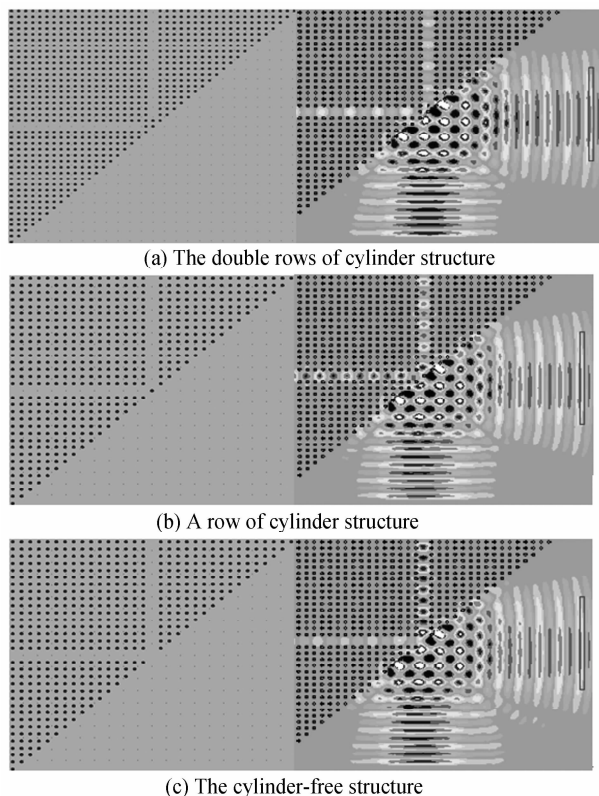 (a) The double rows of cylinder structure
(b) A row of cylinder structure
(c) The cylinder-free structure